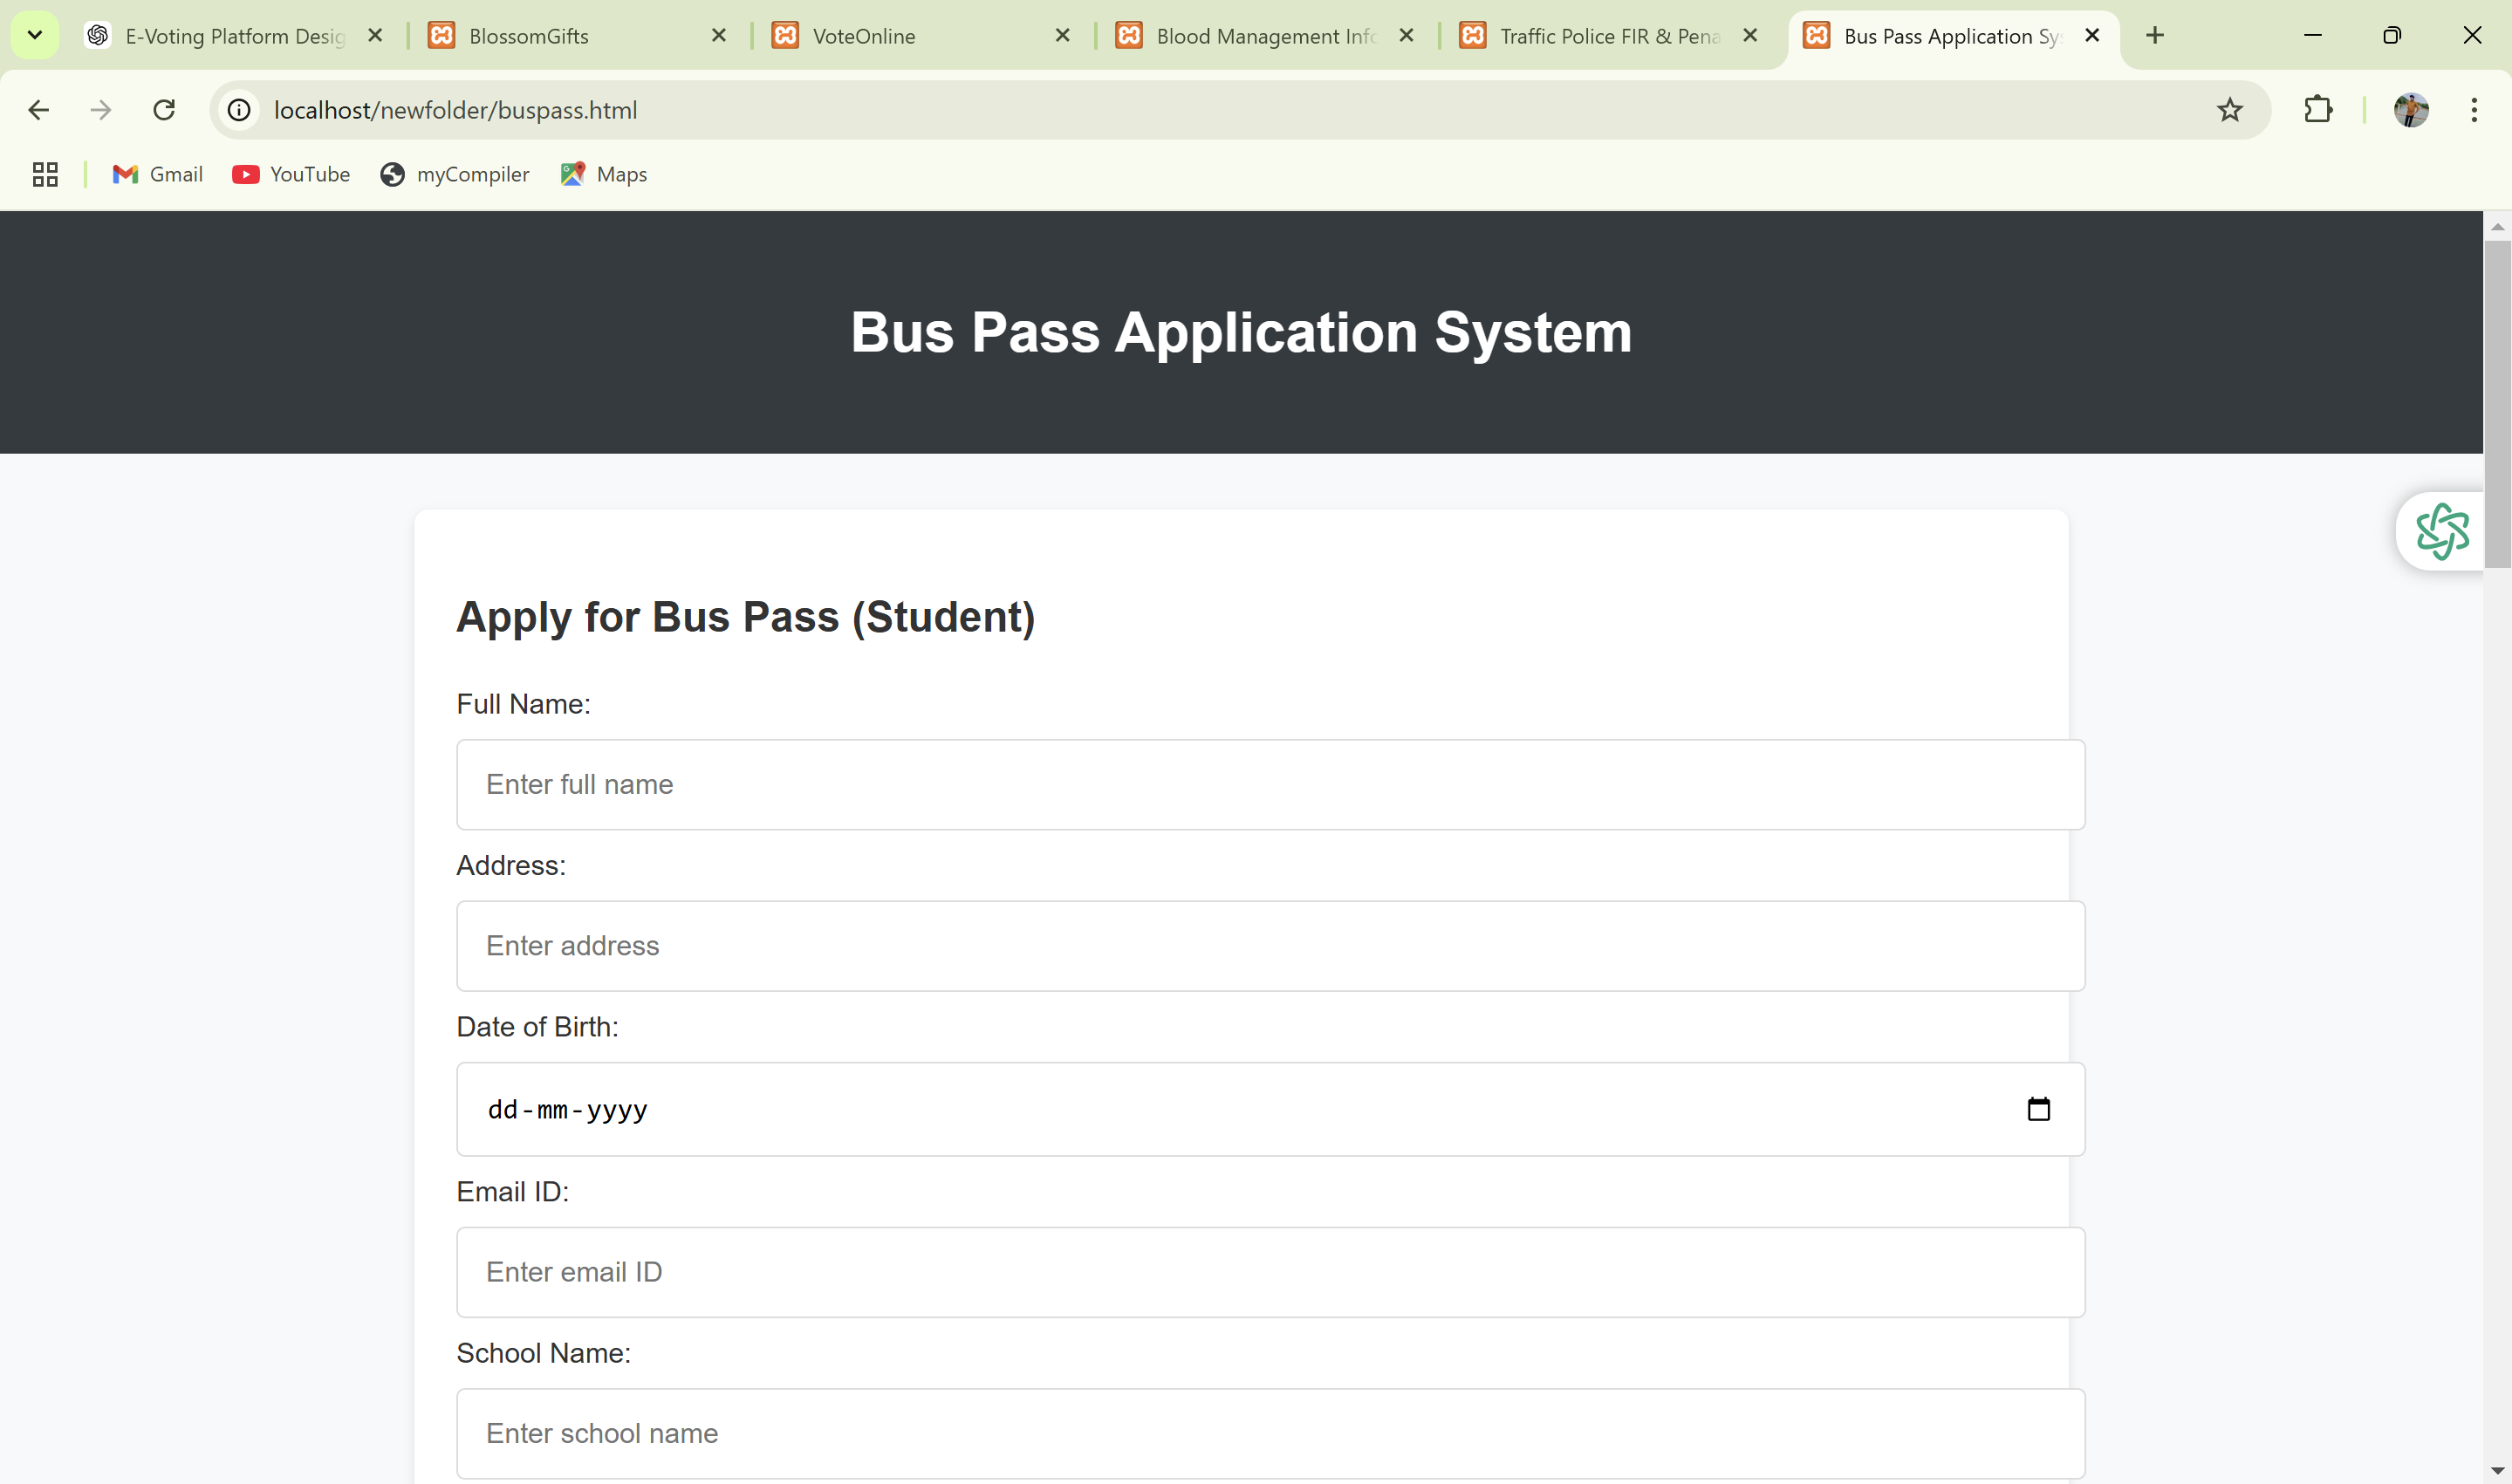 E-Voting Platform Desig
BlossomGifts
VoteOnline
Blood Management Info
Traffic Police FIR & Pena
Bus Pass Application Sy
localhost/newfolder/buspass.html
Gmail
YouTube
myCompiler
Maps
Bus Pass Application System
Apply for Bus Pass (Student)
Full Name:
Enter full name
Address:
Enter address
Date of Birth:
dd-mm-yyyy
Email ID:
Enter email ID
School Name:
Enter school name